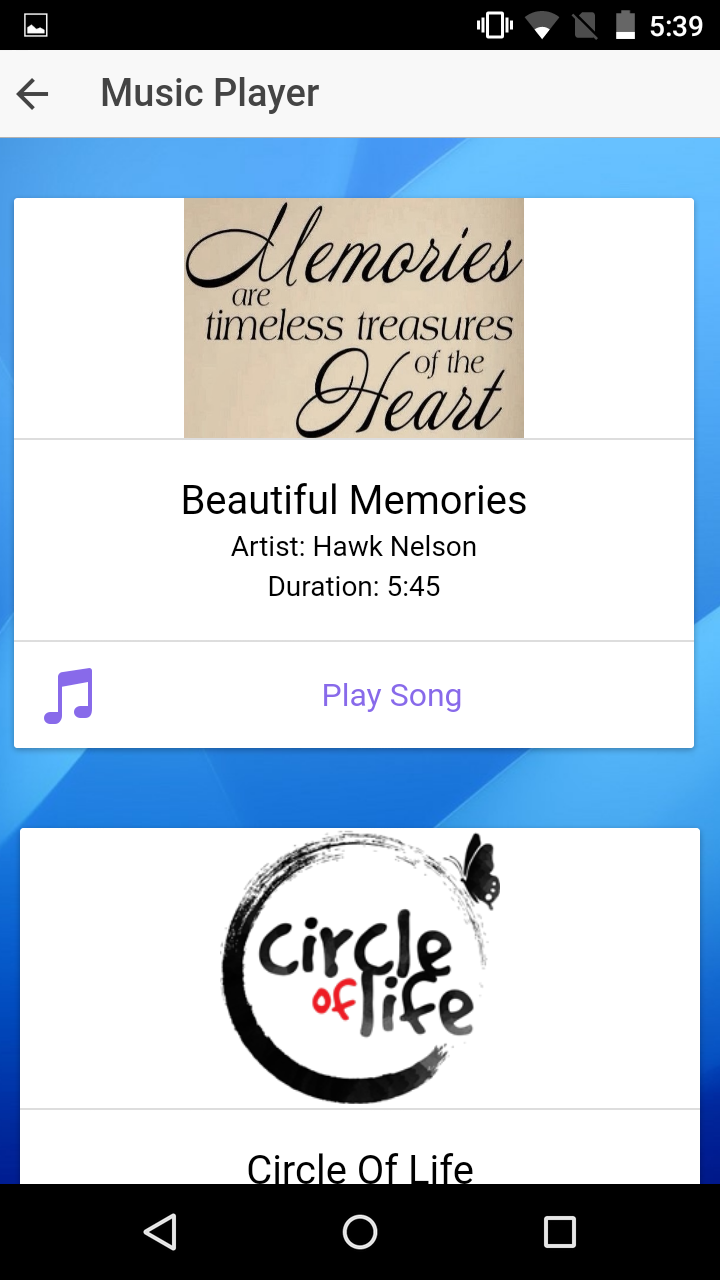 5:39
Music Player
Memories
are
timeless treasures
of the
Heart
Beautiful Memories
Artist: Hawk Nelson
Duration: 5:45
Play Song
circle
of life
Circle Of Life